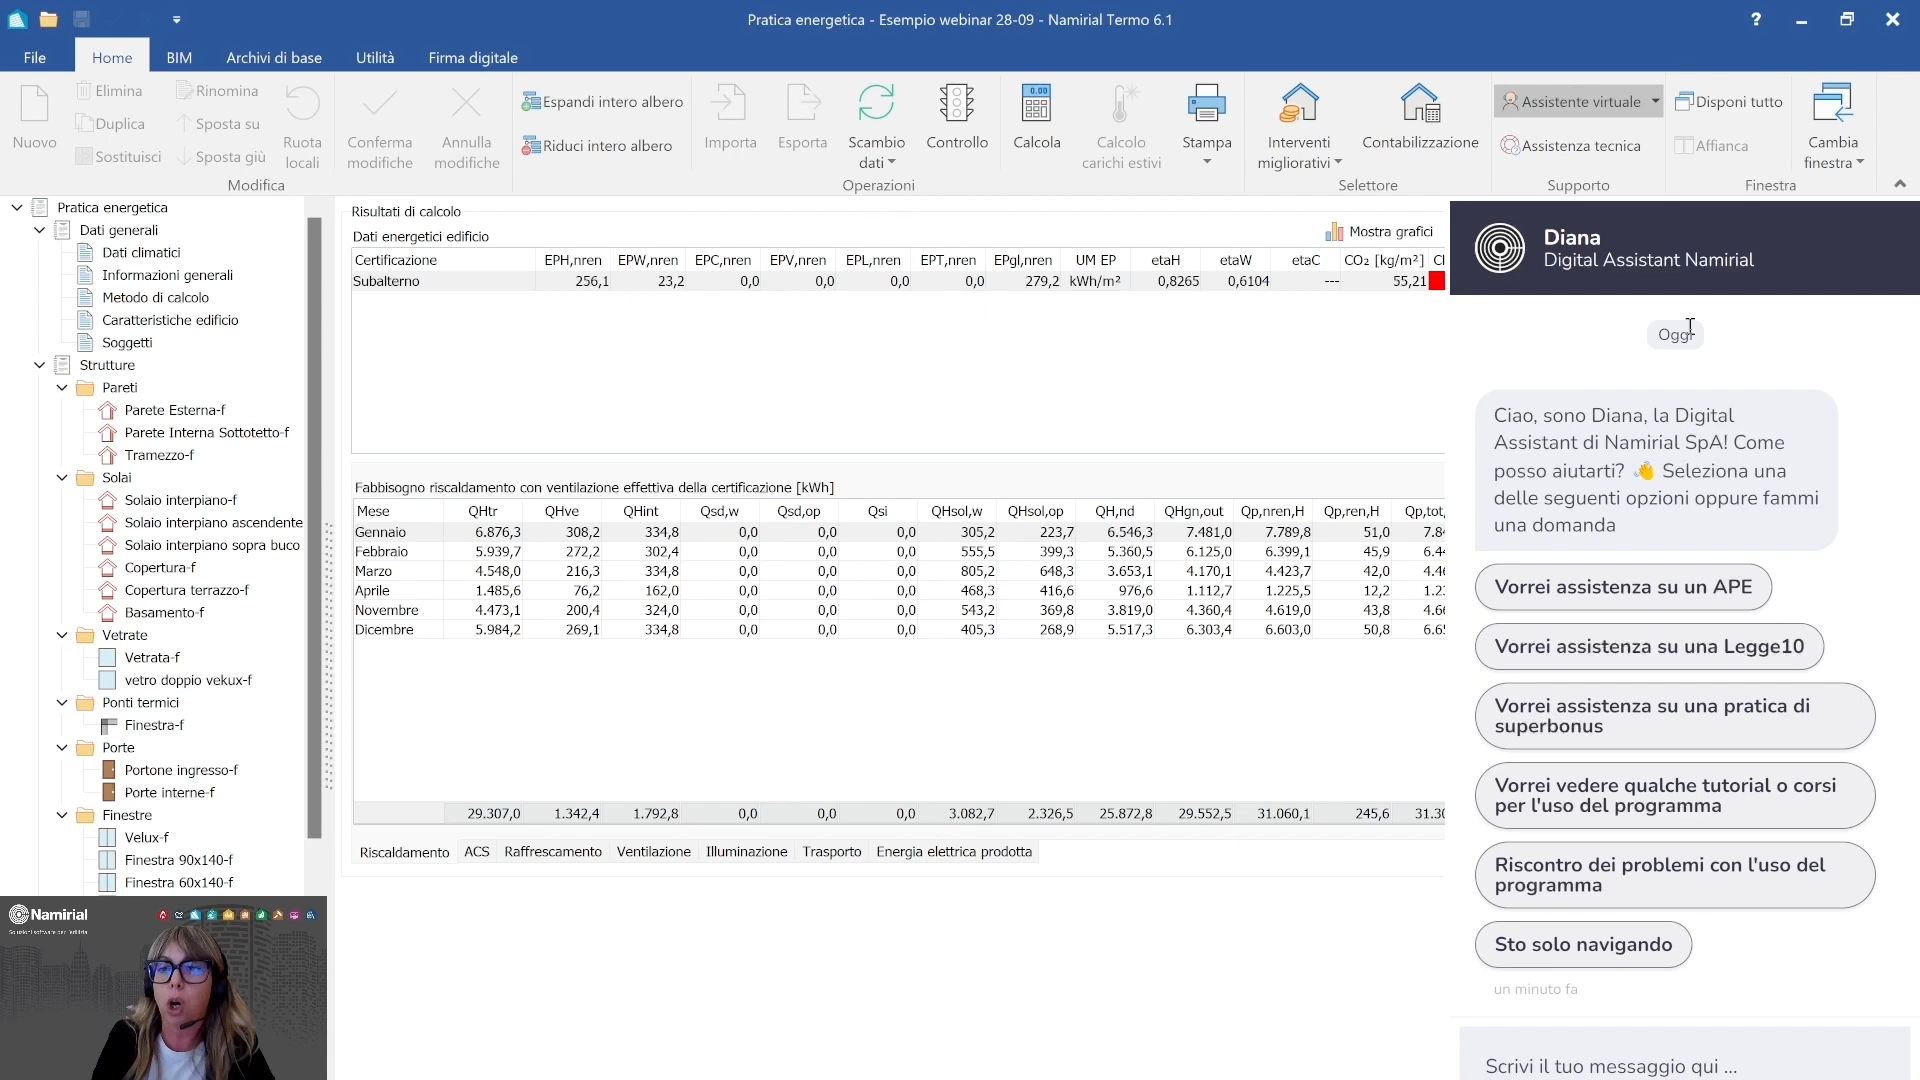 Pratica energetica - Esempio webinar 28-09 - Namirial Termo 6.1
File Home BIM Archivi di base Utilità Firma digitale
Nuovo
Elimina
Duplica
Sostituisci
Rinomina
Sposta su
Sposta giù
Ruota locali
Modifica
Conferma modifiche
Annulla modifiche
Espandi intero albero
Riduci intero albero
Importa
Esporta
Scambio dati
Controllo
Operazioni
Calcola
Calcolo carichi estivi
Stampa
Interventi migliorativi
Contabilizzazione
Selettore
Assistente virtuale
Assistenza tecnica
Supporto
Disponi tutto
Affianca
Cambia finestra
Finestra
Pratica energetica
Dati generali
Dati climatici
Informazioni generali
Metodo di calcolo
Caratteristiche edificio
Soggetti
Strutture
Pareti
Parete Esterna-f
Parete Interna Sottotetto-f
Tramezzo-f
Solai
Solaio interpiano-f
Solaio interpiano ascendente
Solaio interpiano sopra buco
Copertura-f
Copertura terrazzo-f
Basamento-f
Vetrate
Vetrata-f
vetro doppio vekux-f
Ponti termici
Finestra-f
Porte
Portone ingresso-f
Porte interne-f
Finestre
Velux-f
Finestra 90x140-f
Finestra 60x140-f
Namirial
Soluzioni software per l'edilizia
Risultati di calcolo
Dati energetici edificio
Mostra grafici
Certificazione EPH,nren EPW,nren EPC,nren EPV,nren EPL,nren EPT,nren EPgl,nren UM EP etaH etaW etaC CO₂ [kg/m²] Cl
Subalterno 256,1 23,2 0,0 0,0 0,0 0,0 279,2 kWh/m² 0,8265 0,6104 --- 55,21
Fabbisogno riscaldamento con ventilazione effettiva della certificazione [kWh]
Mese QHtr QHve QHint Qsd,w Qsd,op Qsi QHsol,w QHsol,op QH,nd QHgn,out Qp,nren,H Qp,ren,H Qp,tot,
Gennaio 6.876,3 308,2 334,8 0,0 0,0 0,0 305,2 223,7 6.546,3 7.481,0 7.789,8 51,0 7.84
Febbraio 5.939,7 272,2 302,4 0,0 0,0 0,0 555,5 399,3 5.360,5 6.125,0 6.399,1 45,9 6.44
Marzo 4.548,0 216,3 334,8 0,0 0,0 0,0 805,2 648,3 3.653,1 4.170,1 4.423,7 42,0 4.46
Aprile 1.485,6 76,2 162,0 0,0 0,0 0,0 468,3 416,6 976,6 1.112,7 1.225,5 12,2 1.23
Novembre 4.473,1 200,4 324,0 0,0 0,0 0,0 543,2 369,8 3.819,0 4.360,4 4.619,0 43,8 4.66
Dicembre 5.984,2 269,1 334,8 0,0 0,0 0,0 405,3 268,9 5.517,3 6.303,4 6.603,0 50,8 6.65
29.307,0 1.342,4 1.792,8 0,0 0,0 0,0 3.082,7 2.326,5 25.872,8 29.552,5 31.060,1 245,6 31.30
Riscaldamento ACS Raffrescamento Ventilazione Illuminazione Trasporto Energia elettrica prodotta
Diana
Digital Assistant Namirial
Oggi
Ciao, sono Diana, la Digital
Assistant di Namirial SpA! Come
posso aiutarti? 👋 Seleziona una
delle seguenti opzioni oppure fammi
una domanda
Vorrei assistenza su un APE
Vorrei assistenza su una Legge10
Vorrei assistenza su una pratica di
superbonus
Vorrei vedere qualche tutorial o corsi
per l'uso del programma
Riscontro dei problemi con l'uso del
programma
Sto solo navigando
un minuto fa
Scrivi il tuo messaggio qui ...